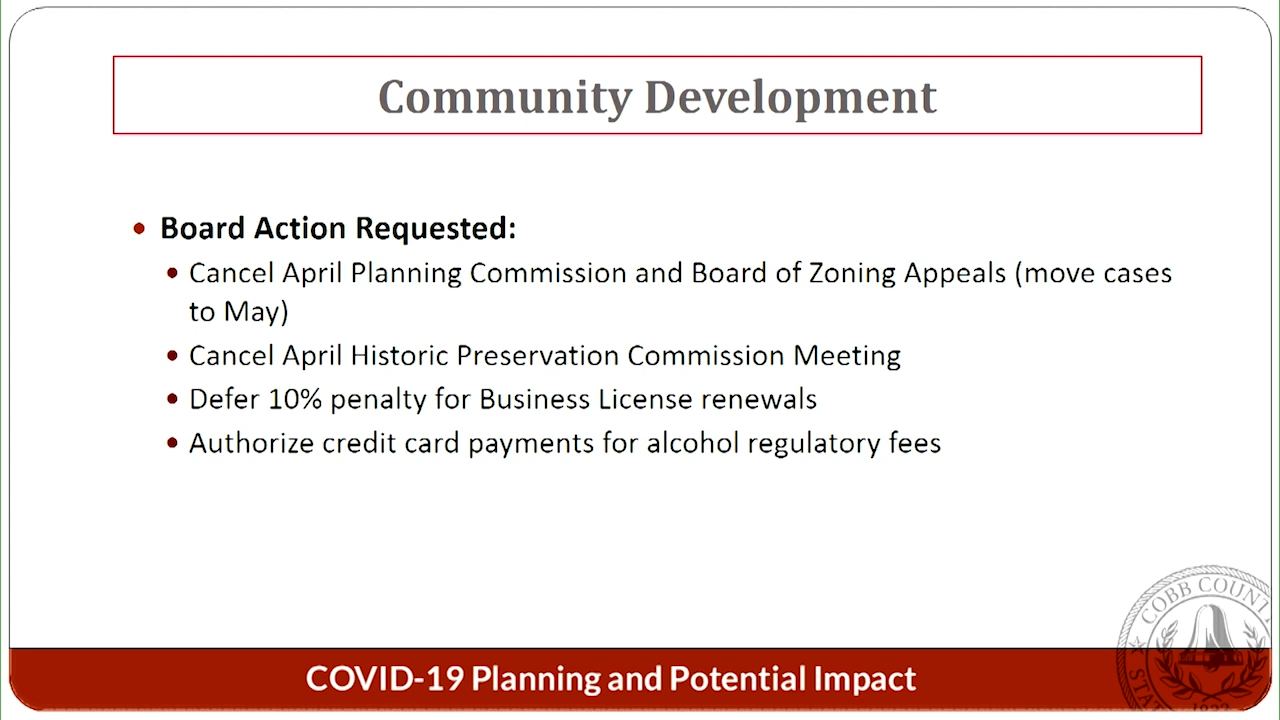 Community Development
• Board Action Requested:
• Cancel April Planning Commission and Board of Zoning Appeals (move cases
to May)
• Cancel April Historic Preservation Commission Meeting
• Defer 10% penalty for Business License renewals
• Authorize credit card payments for alcohol regulatory fees
COBB COUNT
STAT
COVID-19 Planning and Potential Impact